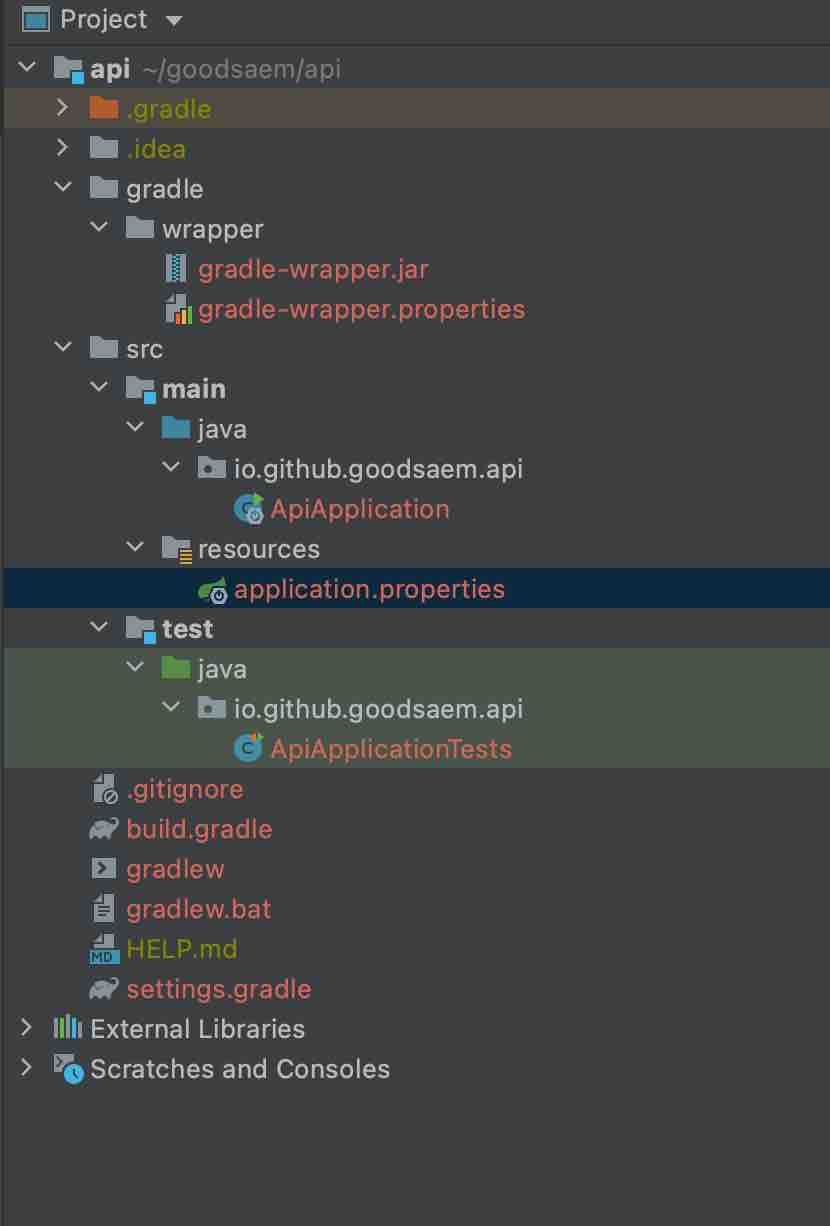 Project
api ~/goodsaem/api
.gradle
.idea
gradle
wrapper
gradle-wrapper.jar
gradle-wrapper.properties
src
main
java
io.github.goodsaem.api
C ApiApplication
resources
application.properties
test
java
io.github.goodsaem.api
C ApiApplicationTests
.gitignore
build.gradle
gradlew
gradlew.bat
MD HELP.md
settings.gradle
External Libraries
Scratches and Consoles